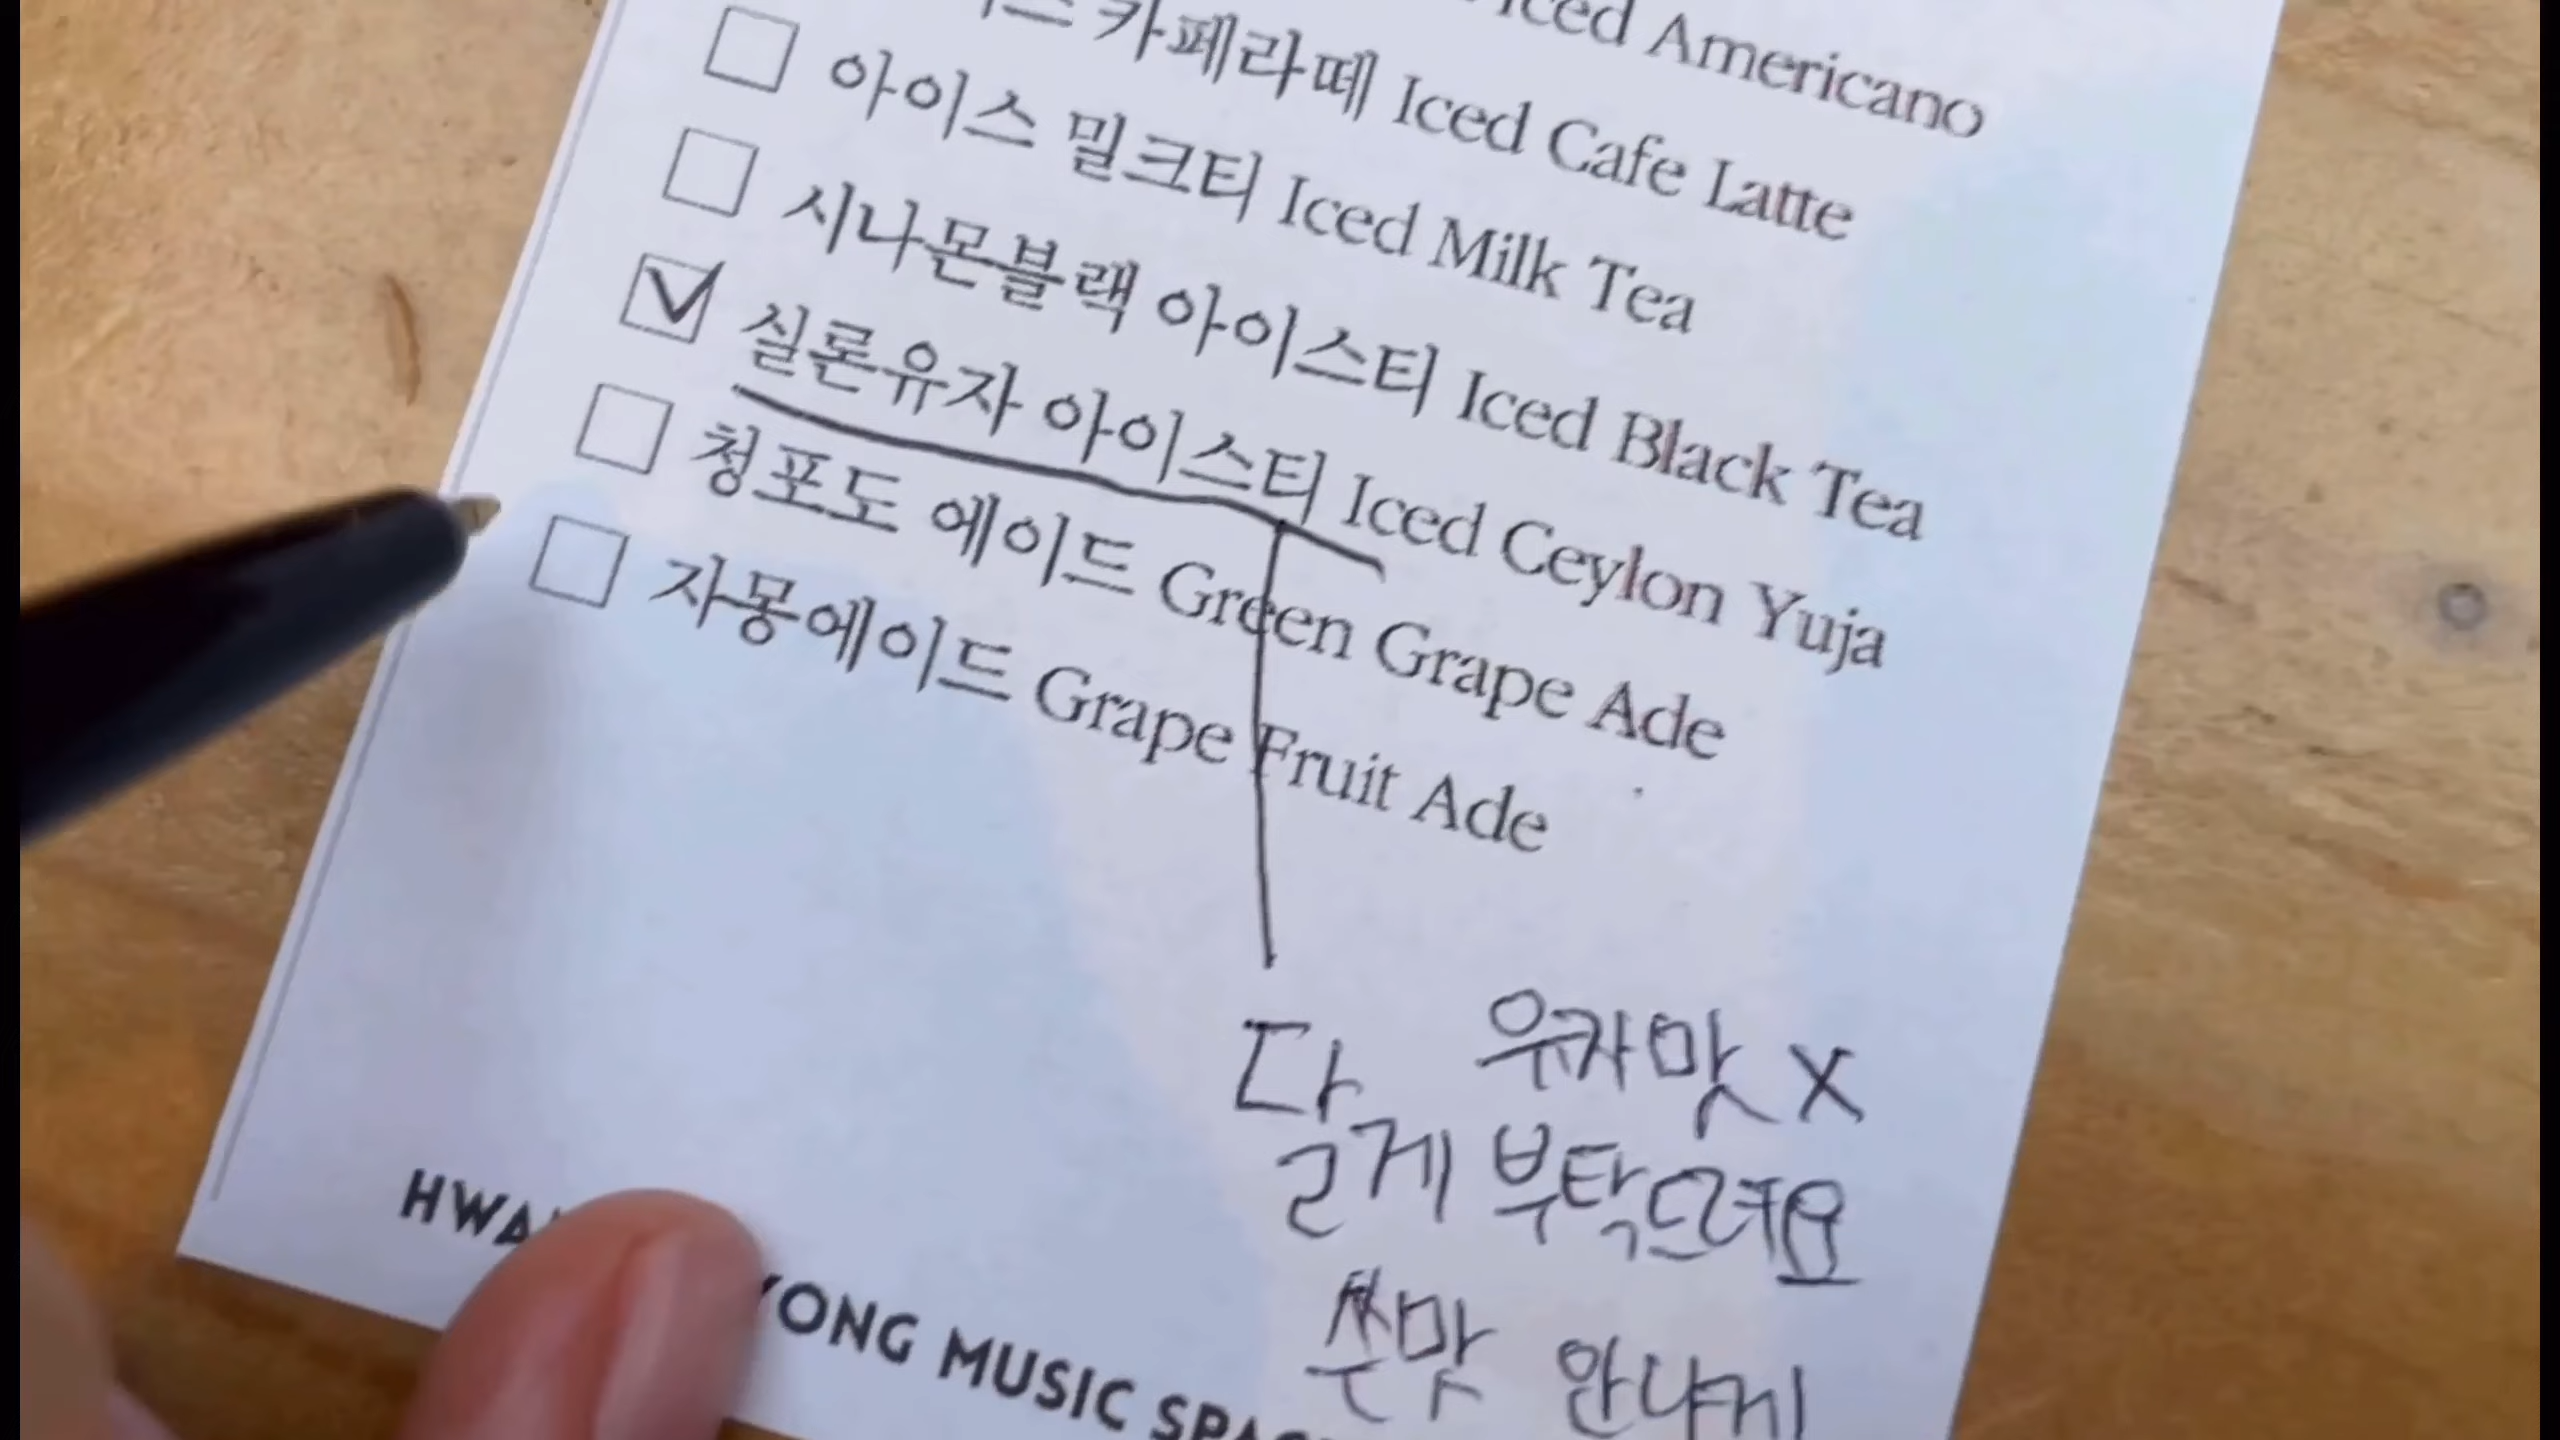 Iced Americano
카페라떼 Iced Cafe Latte
아이스 밀크티 Iced Milk Tea
시나몬블랙 아이스티 Iced Black Tea
실론유자 아이스티 Iced Ceylon Yuja
청포도 에이드 Green Grape Ade
자몽에이드 Grape Fruit Ade
유자맛 X
달게 부탁드려요
쓴맛 안나게
YONG MUSIC